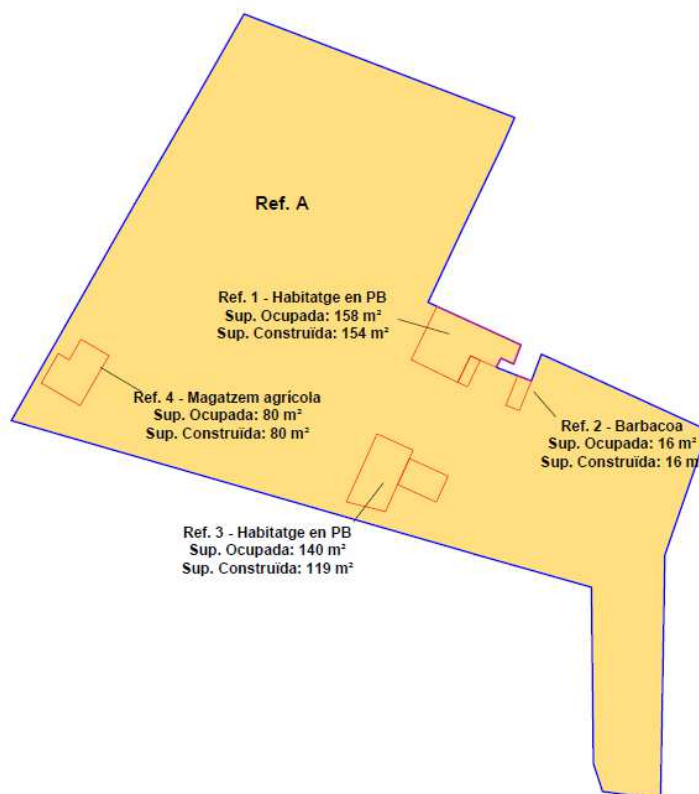 Ref. A
Ref. 1 - Habitatge en PB
Sup. Ocupada: 158 m²
Sup. Construïda: 154 m²
Ref. 4 - Magatzem agrícola
Sup. Ocupada: 80 m²
Sup. Construïda: 80 m²
Ref. 2 - Barbacoa
Sup. Ocupada: 16 m²
Sup. Construïda: 16 m²
Ref. 3 - Habitatge en PB
Sup. Ocupada: 140 m²
Sup. Construïda: 119 m²